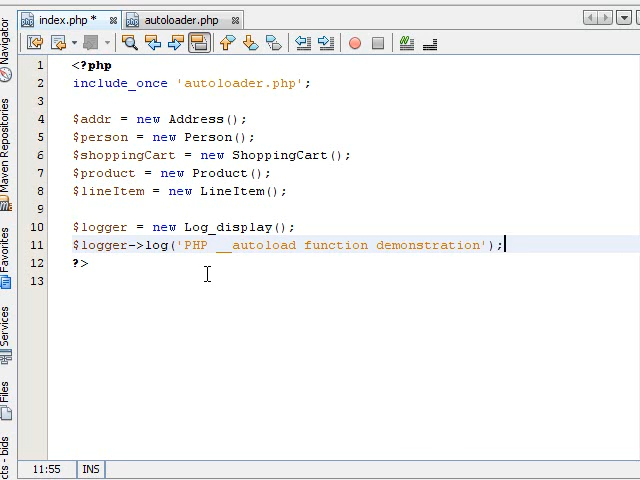 index.php *
autoloader.php
Navigator
Maven Repositories
Favorites
Services
Files
cts - bids
1 <?php
2 include_once 'autoloader.php';
3
4 $addr = new Address();
5 $person = new Person();
6 $shoppingCart = new ShoppingCart();
7 $product = new Product();
8 $lineItem = new LineItem();
9
10 $logger = new Log_display();
11 $logger->log('PHP __autoload function demonstration');
12 ?>
13
11:55 INS